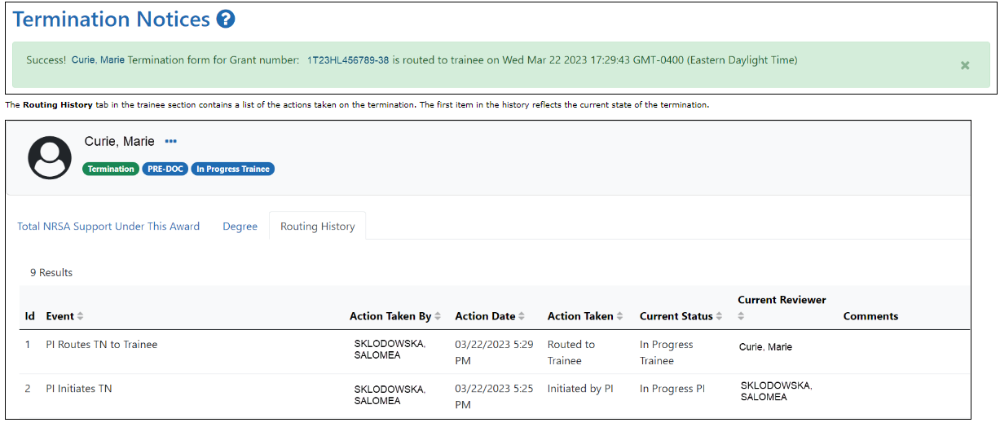 Termination Notices ?
Success! Curie, Marie Termination form for Grant number: 1T23HL456789-38 is routed to trainee on Wed Mar 22 2023 17:29:43 GMT-0400 (Eastern Daylight Time) ×
The Routing History tab in the trainee section contains a list of the actions taken on the termination. The first item in the history reflects the current state of the termination.
Curie, Marie •••
Termination PRE-DOC In Progress Trainee
Total NRSA Support Under This Award Degree Routing History
9 Results
Id Event Action Taken By Action Date Action Taken Current Status Current Reviewer Comments
1 PI Routes TN to Trainee SKLODOWSKA, 03/22/2023 5:29 Routed to In Progress Curie, Marie
SALOMEA PM Trainee Trainee
2 PI Initiates TN SKLODOWSKA, 03/22/2023 5:25 Initiated by PI In Progress PI SKLODOWSKA,
SALOMEA PM SALOMEA